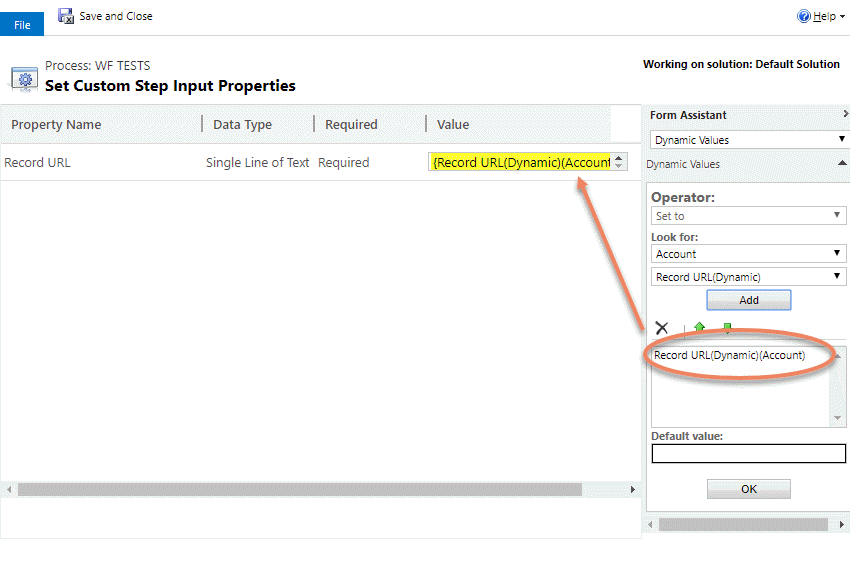 File
Save and Close
Help
Process: WF TESTS
Set Custom Step Input Properties
Working on solution: Default Solution
Property Name Data Type Required Value
Record URL Single Line of Text Required {Record URL(Dynamic)(Account
Form Assistant
Dynamic Values
Dynamic Values
Operator:
Set to
Look for:
Account
Record URL(Dynamic)
Add
Record URL(Dynamic)(Account)
Default value:
OK